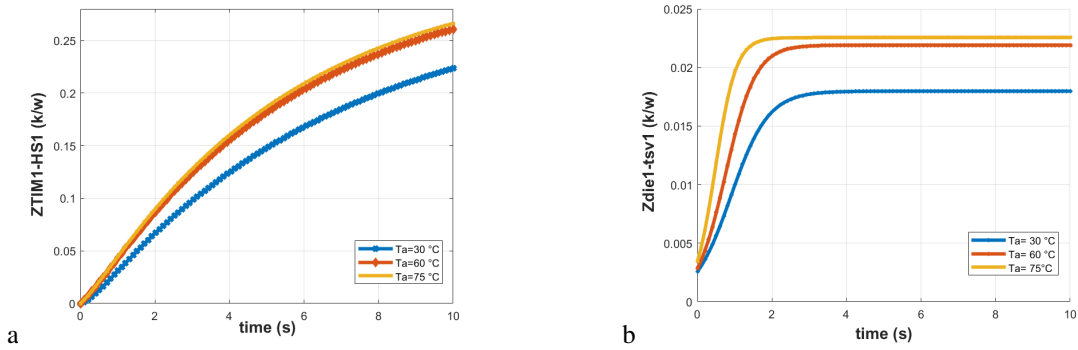 0.25
0.2
0.15
0.1
0.05
0
ZTIM1-HS1 (k/w)
Ta=30 °C
Ta=60 °C
Ta=75 °C
0 2 4 6 8 10
time (s)
a
0.025
0.02
0.015
0.01
0.005
0
Zdie1-tsv1 (k/w)
Ta= 30 °C
Ta= 60 °C
Ta= 75°C
0 2 4 6 8 10
time (s)
b